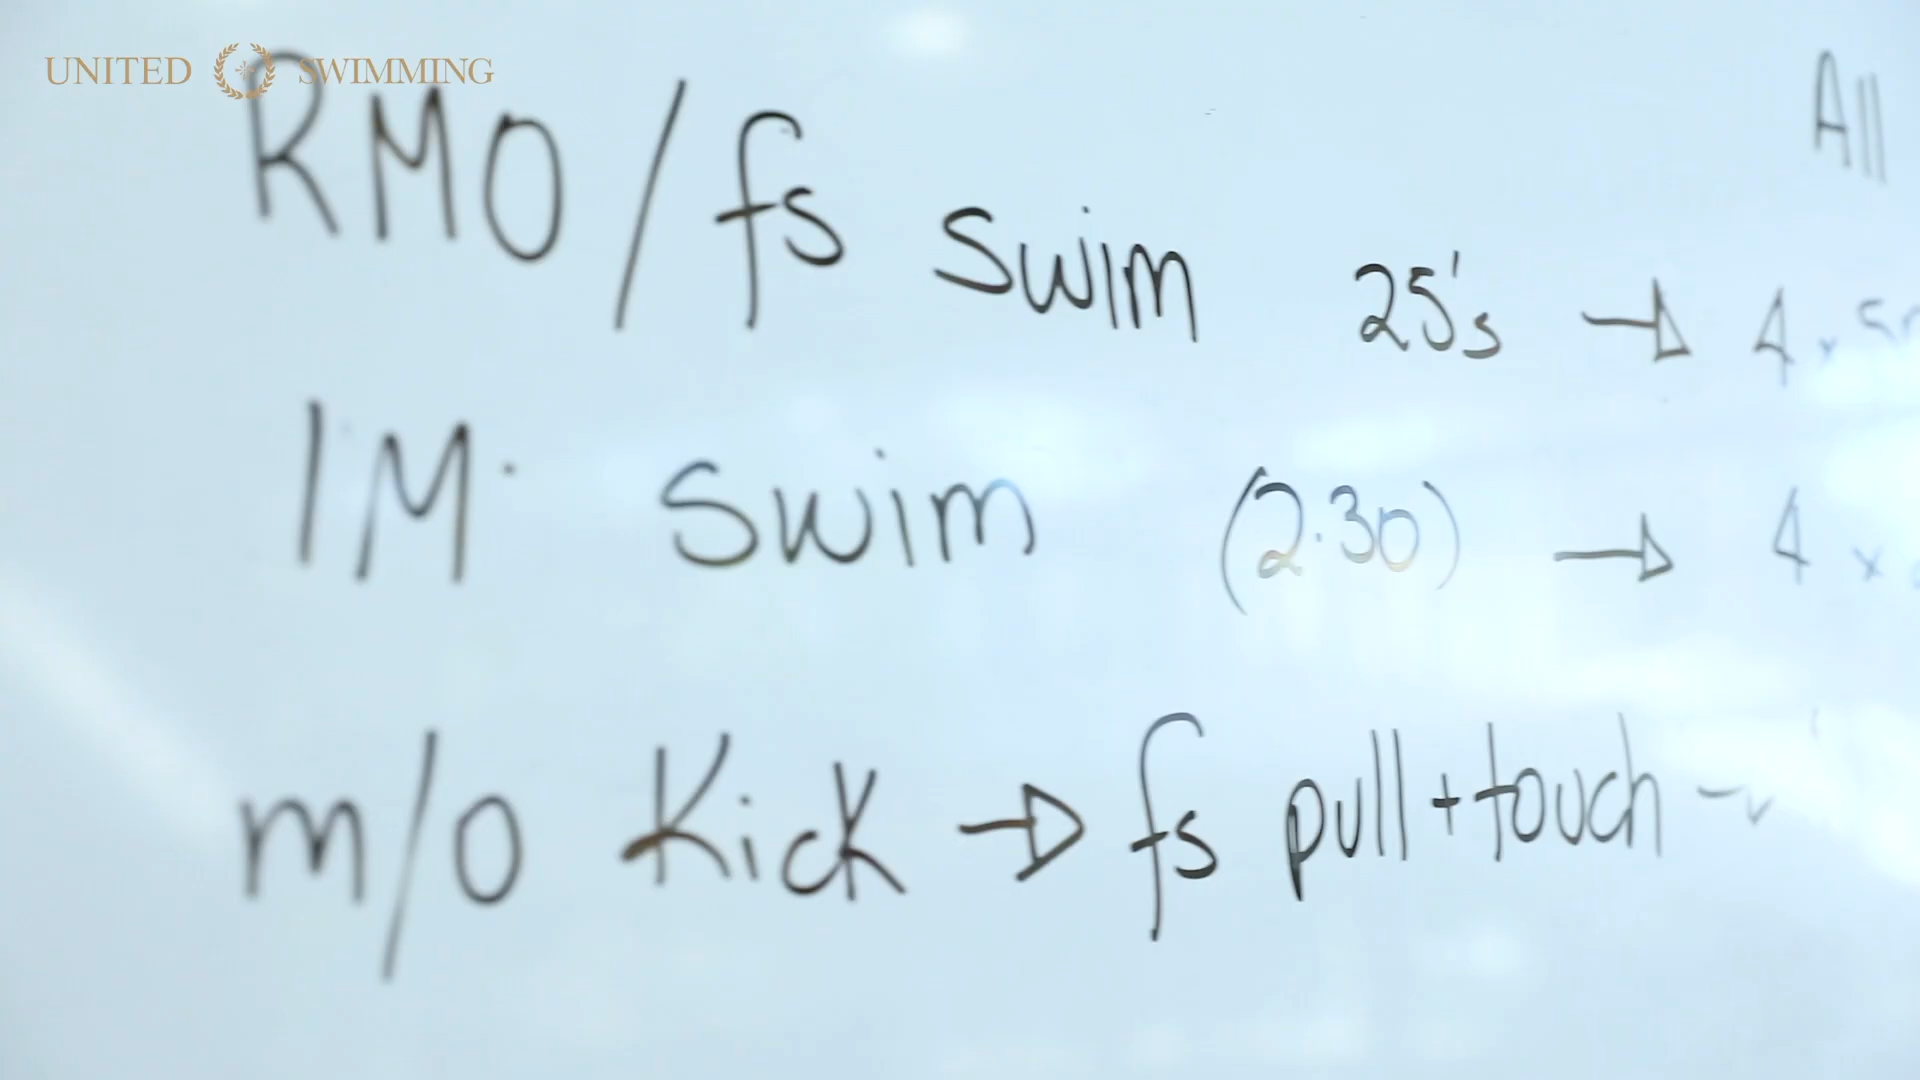 UNITED SWIMMING
All
RMO/fs swim 25's → 4 x
IM. swim (2.30) → 4 x
m/o Kick → fs pull + touch →